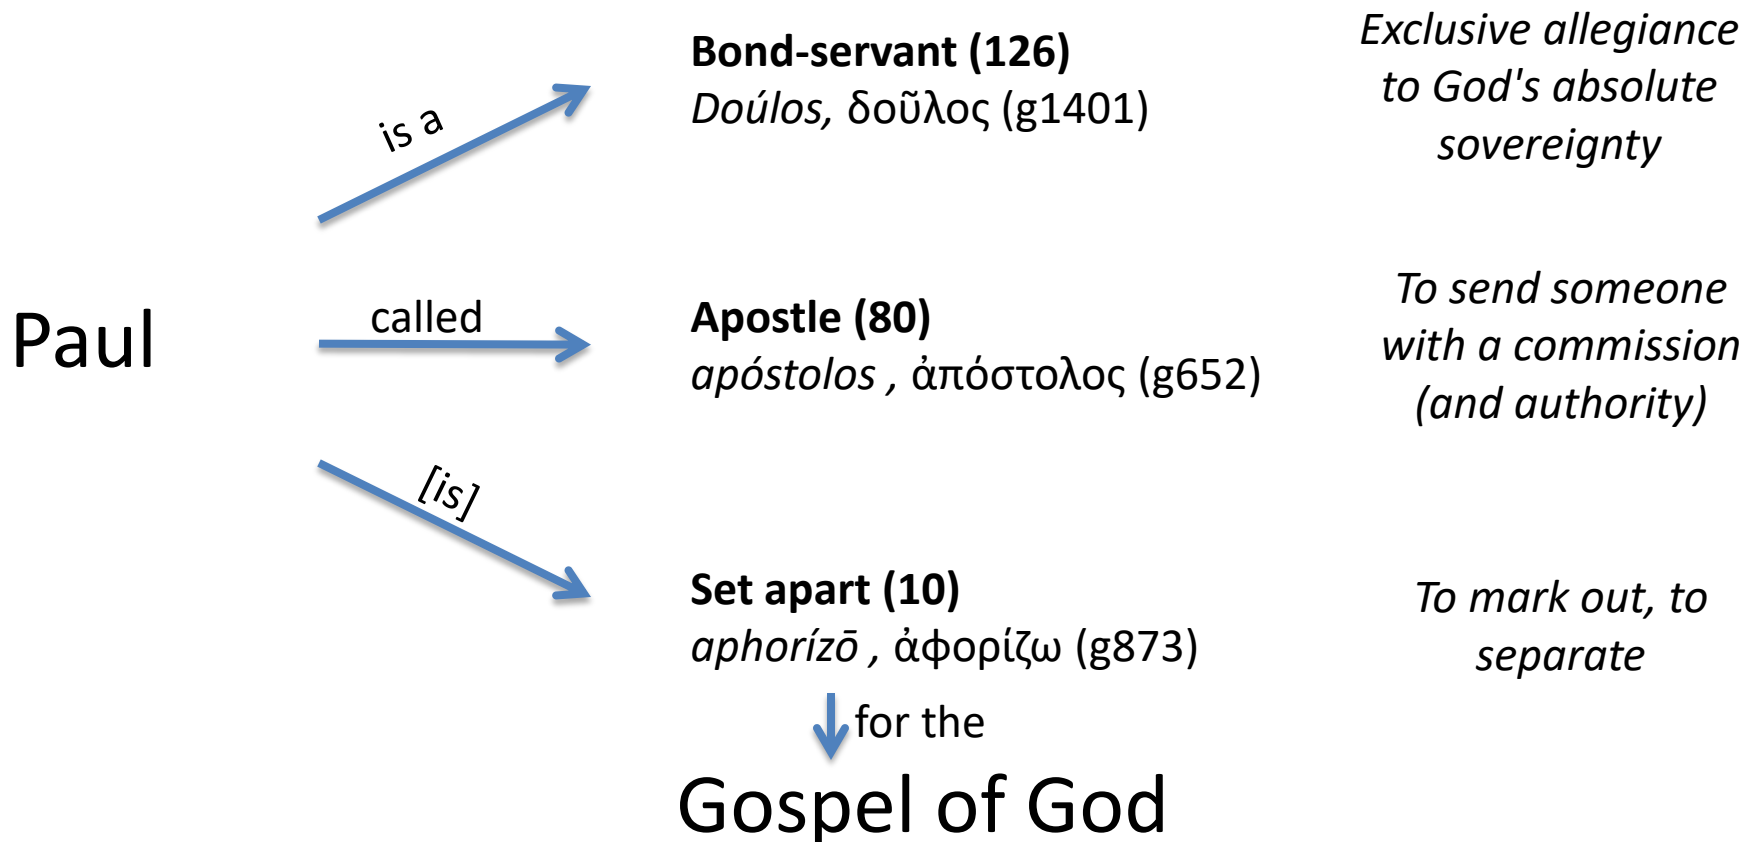 Bond-servant (126)
Doúlos, δοῦλος (g1401)
Exclusive allegiance
to God's absolute
sovereignty
is a
Paul
called
Apostle (80)
apóstolos , ἀπόστολος (g652)
To send someone
with a commission
(and authority)
[is]
Set apart (10)
aphorízō , ἀφορίζω (g873)
To mark out, to
separate
for the
Gospel of God